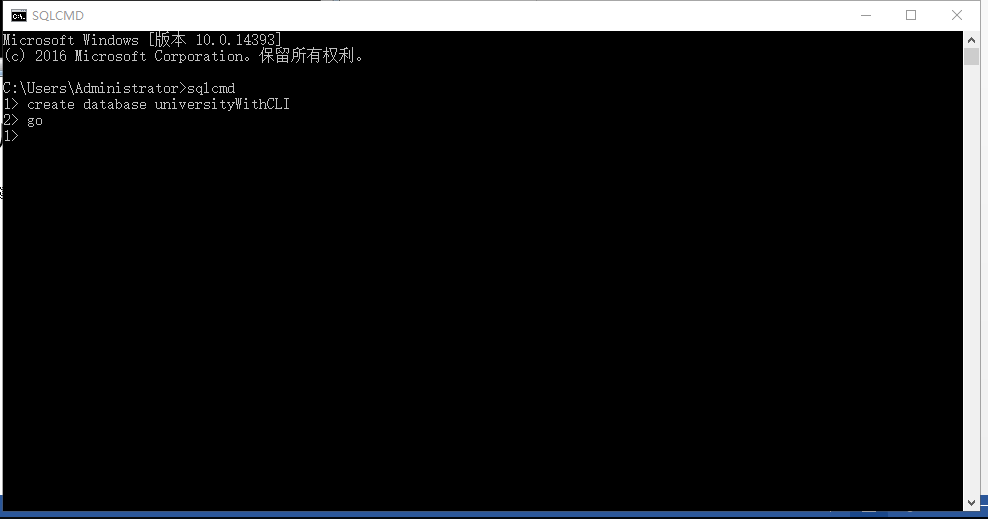 SQLCMD
Microsoft Windows [版本 10.0.14393]
(c) 2016 Microsoft Corporation。保留所有权利。
C:\Users\Administrator>sqlcmd
1> create database universityWithCLI
2> go
1>